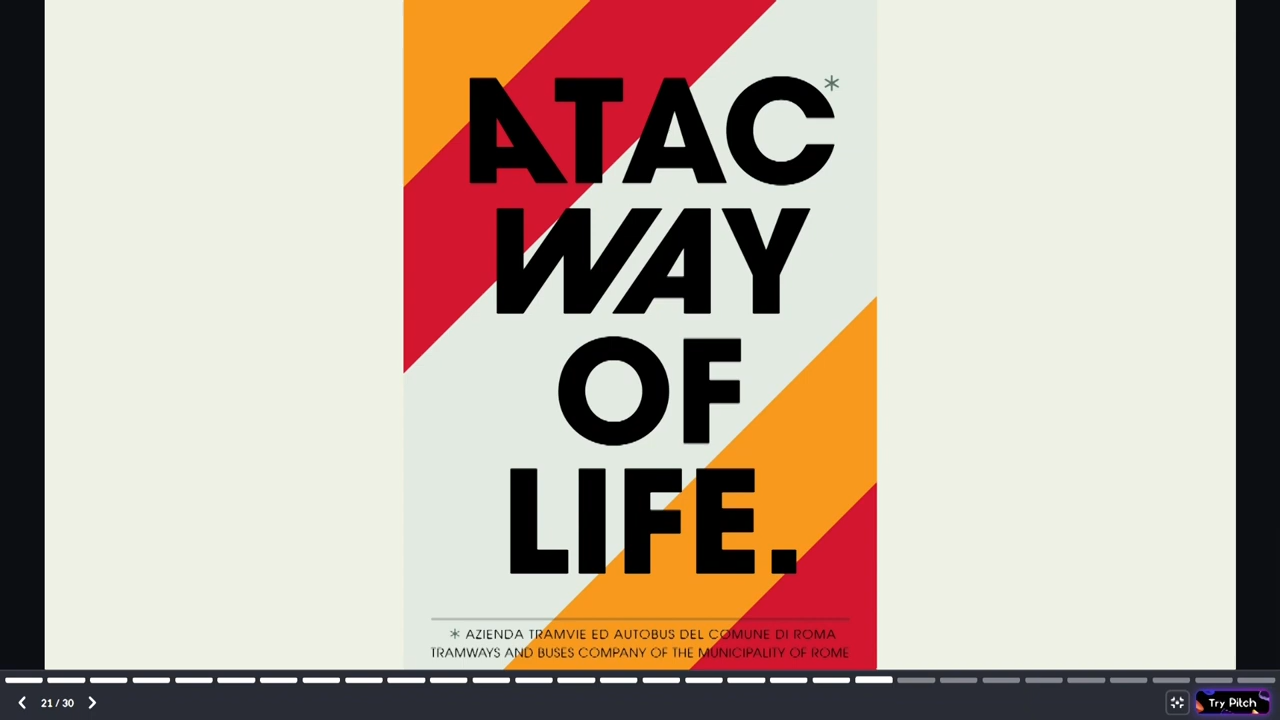 ATAC*
WAY
OF
LIFE.
* AZIENDA TRAMVIE ED AUTOBUS DEL COMUNE DI ROMA
TRAMWAYS AND BUSES COMPANY OF THE MUNICIPALITY OF ROME
21 / 30
Try Pitch